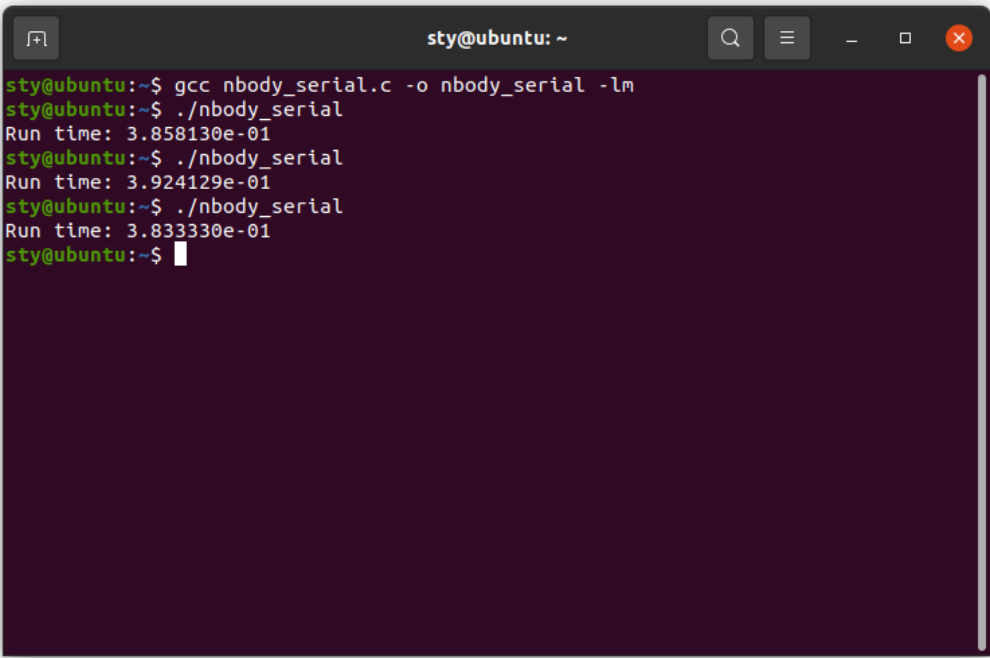 sty@ubuntu: ~
sty@ubuntu:~$ gcc nbody_serial.c -o nbody_serial -lm
sty@ubuntu:~$ ./nbody_serial
Run time: 3.858130e-01
sty@ubuntu:~$ ./nbody_serial
Run time: 3.924129e-01
sty@ubuntu:~$ ./nbody_serial
Run time: 3.833330e-01
sty@ubuntu:~$